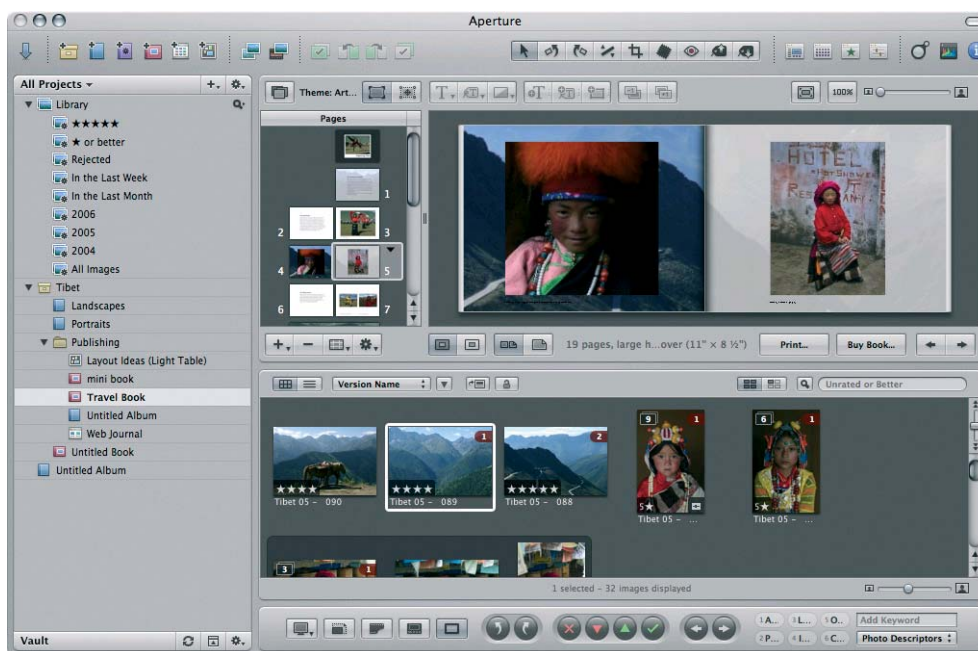 Aperture
All Projects
Library
★★★★★
★ or better
Rejected
In the Last Week
In the Last Month
2006
2005
2004
All Images
Tibet
Landscapes
Portraits
Publishing
Layout Ideas (Light Table)
mini book
Travel Book
Untitled Album
Web Journal
Untitled Book
Untitled Album
Vault
Theme: Art...
100%
Pages
1
2 3
4 5
6 7
HOTEL
HOT SHOWER
19 pages, large h...over (11" × 8 ½")
Print...
Buy Book...
Version Name
Unrated or Better
1
2
9 1
6 1
★★★★
★★★★
★★★★★
5★
5★
Tibet 05 – 090
Tibet 05 – 089
Tibet 05 – 088
Tibet 05 – ...
Tibet 05 – ...
3 1
1 selected – 32 images displayed
1 A... 3 L... 5 O...
Add Keyword
2 P... 4 I... 6 C...
Photo Descriptors